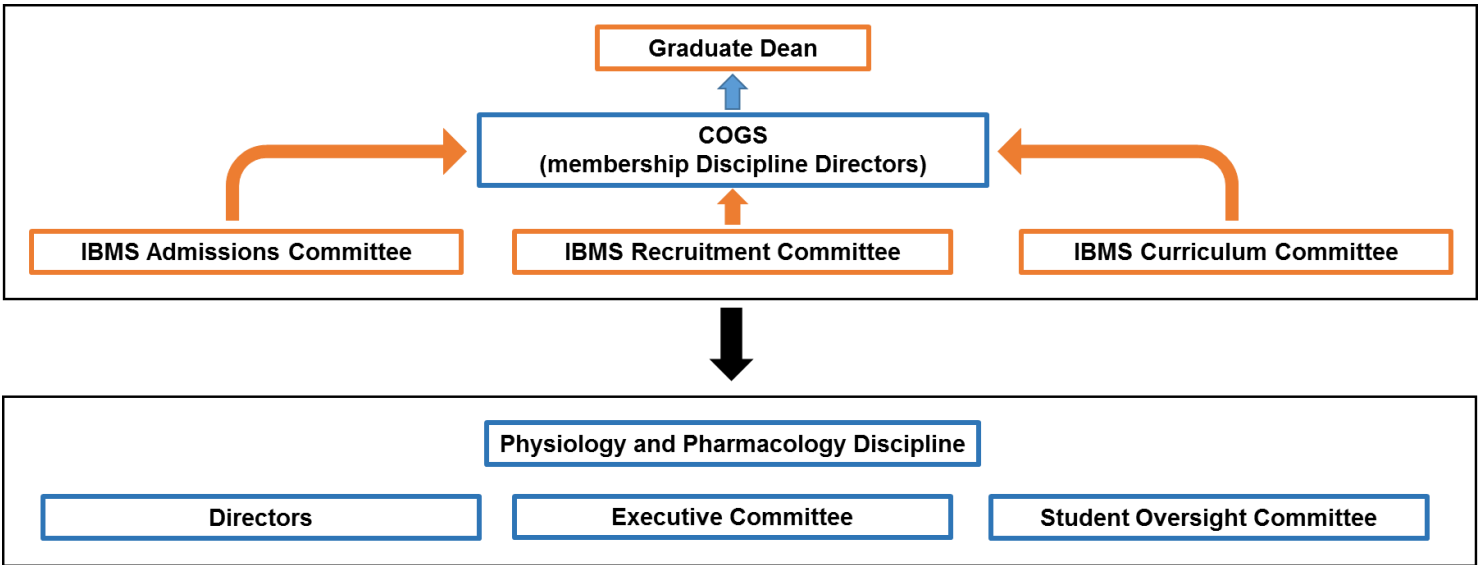 Graduate Dean
COGS
(membership Discipline Directors)
IBMS Admissions Committee
IBMS Recruitment Committee
IBMS Curriculum Committee
Physiology and Pharmacology Discipline
Directors
Executive Committee
Student Oversight Committee